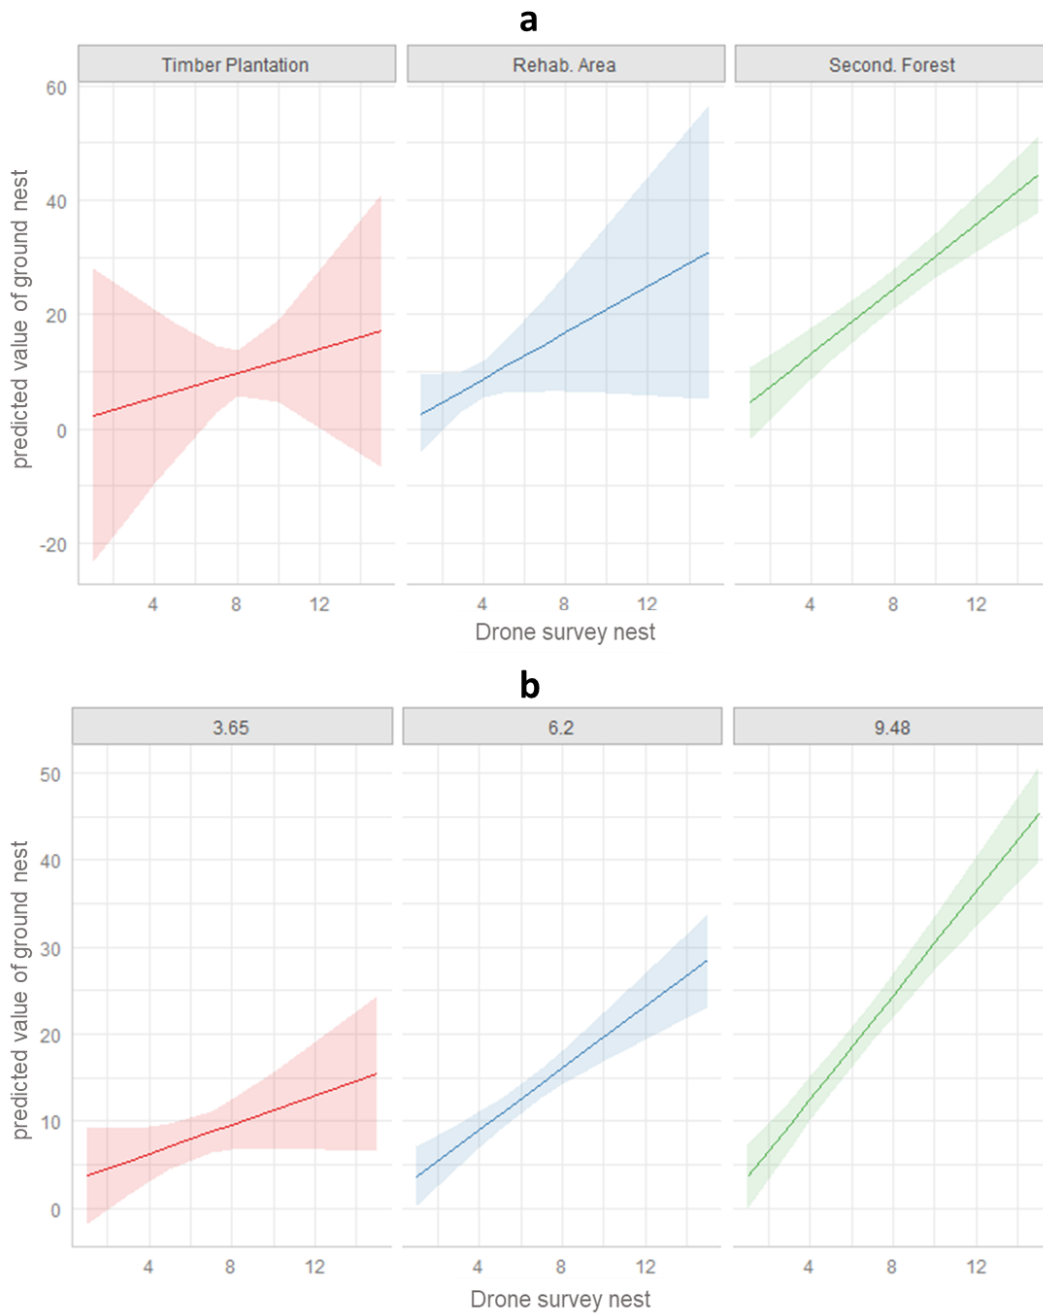 a
Timber Plantation Rehab. Area Second. Forest
60
40
20
0
-20
predicted value of ground nest
4 8 12 4 8 12 4 8 12
Drone survey nest
b
3.65 6.2 9.48
50
40
30
20
10
0
predicted value of ground nest
4 8 12 4 8 12 4 8 12
Drone survey nest